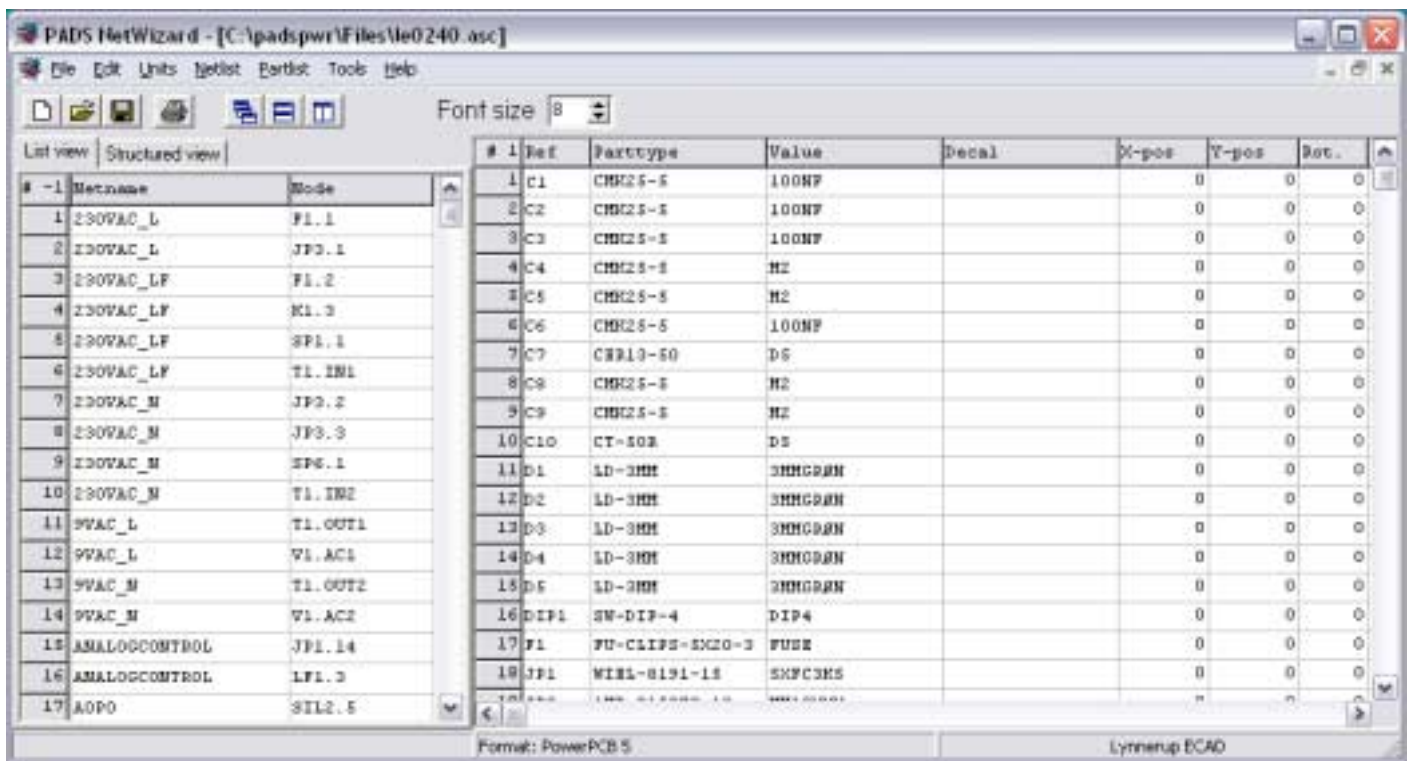 PADS NetWizard - [C:\padspwr\Files\le0240.asc]
File Edit Units Netlist Partlist Tools Help
Font size 8
List view Structured view
# -1 Netname Node
1 230VAC_L F1.1
2 230VAC_L JP3.1
3 230VAC_LF F1.2
4 230VAC_LF K1.3
5 230VAC_LF SP1.1
6 230VAC_LF T1.IN1
7 230VAC_N JP3.2
8 230VAC_N JP3.3
9 230VAC_N SP6.1
10 230VAC_N T1.IN2
11 9VAC_L T1.OUT1
12 9VAC_L V1.AC1
13 9VAC_N T1.OUT2
14 9VAC_N V1.AC2
15 ANALOGCONTROL JP1.14
16 ANALOGCONTROL LF1.3
17 AOP0 SIL2.5
# 1 Ref Parttype Value Decal X-pos Y-pos Rot.
1 C1 CMK25-5 100NF 0 0 0
2 C2 CMK25-5 100NF 0 0 0
3 C3 CMK25-5 100NF 0 0 0
4 C4 CMK25-5 M2 0 0 0
5 C5 CMK25-5 M2 0 0 0
6 C6 CMK25-5 100NF 0 0 0
7 C7 0 0 0
8 C8 CMK25-5 M2 0 0 0
9 C9 CMK25-5 M2 0 0 0
10 C10 0 0 0
11 D1 LD-3MM 3MMGRØN 0 0 0
12 D2 LD-3MM 3MMGRØN 0 0 0
13 D3 LD-3MM 3MMGRØN 0 0 0
14 D4 LD-3MM 3MMGRØN 0 0 0
15 D5 LD-3MM 3MMGRØN 0 0 0
16 DIP1 SW-DIP-4 DIP4 0 0 0
17 F1 FU-CLIPS-5X20-3 FUSE 0 0 0
18 JP1 0 0 0
Format: PowerPCB 5
Lynnerup ECAD